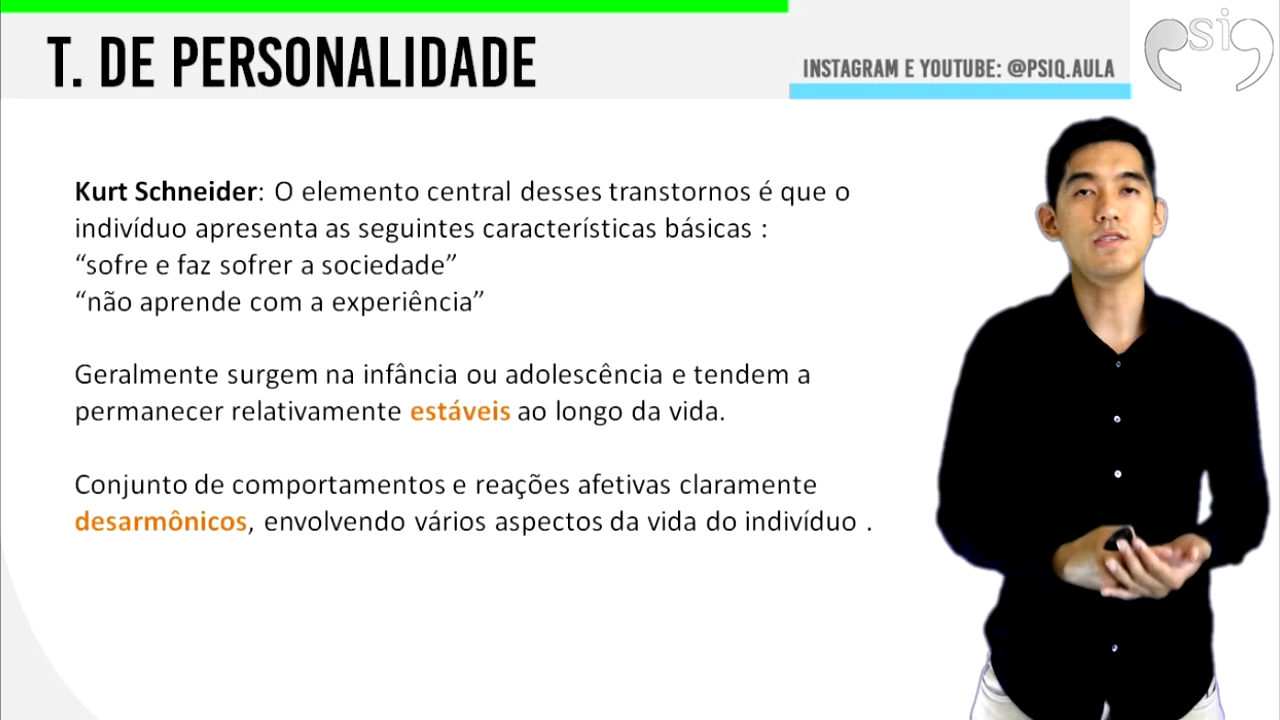 T. DE PERSONALIDADE
INSTAGRAM E YOUTUBE: @PSIQ.AULA
psiq
Kurt Schneider: O elemento central desses transtornos é que o
indivíduo apresenta as seguintes características básicas :
“sofre e faz sofrer a sociedade”
“não aprende com a experiência”
Geralmente surgem na infância ou adolescência e tendem a
permanecer relativamente estáveis ao longo da vida.
Conjunto de comportamentos e reações afetivas claramente
desarmônicos, envolvendo vários aspectos da vida do indivíduo .